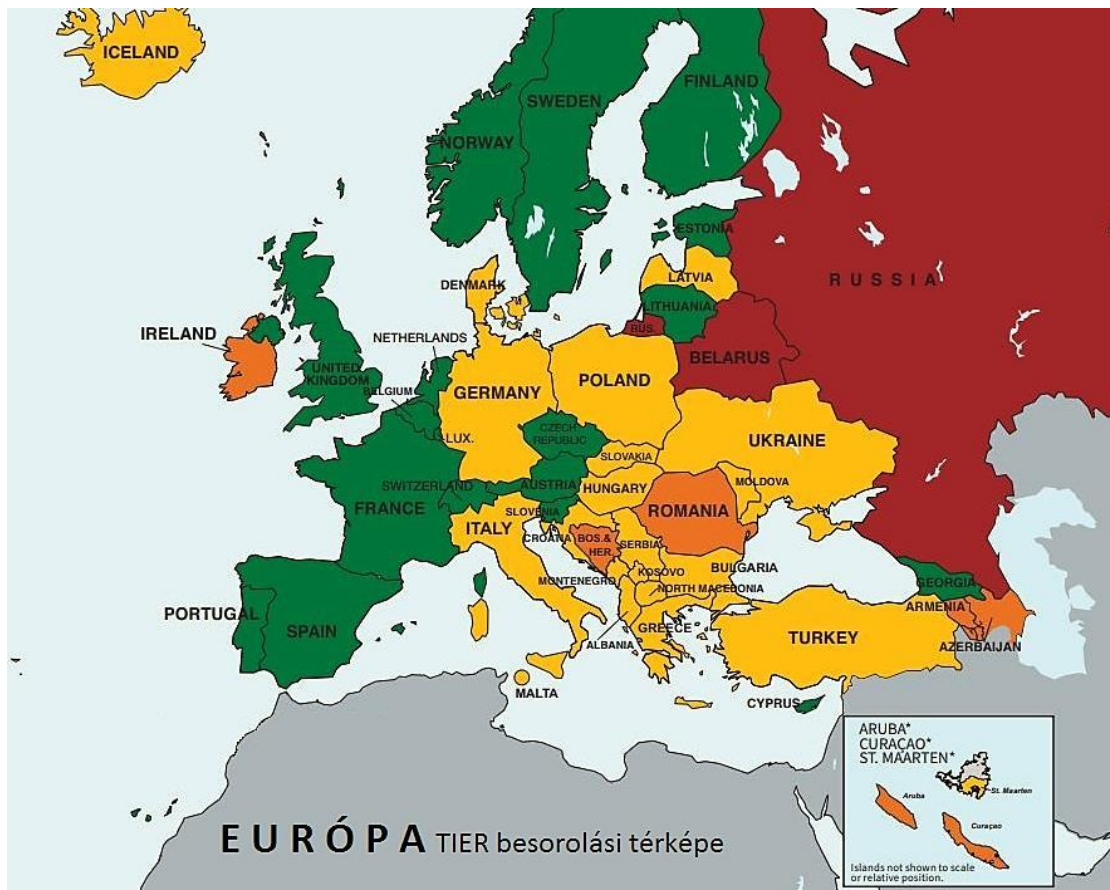 ICELAND
FINLAND
SWEDEN
NORWAY
ESTONIA
LATVIA
RUSSIA
DENMARK
LITHUANIA
RUS.
IRELAND
NETHERLANDS
BELARUS
UNITED
KINGDOM
BELGIUM
GERMANY
POLAND
LUX.
CZECH
REPUBLIC
UKRAINE
SLOVAKIA
SWITZERLAND
AUSTRIA
HUNGARY
MOLDOVA
FRANCE
SLOVENIA
ROMANIA
ITALY
CROATIA
BOS.&
HER.
SERBIA
BULGARIA
KOSOVO
MONTENEGRO
NORTH MACEDONIA
GEORGIA
ARMENIA
PORTUGAL
SPAIN
GREECE
TURKEY
ALBANIA
AZERBAIJAN
MALTA
CYPRUS
ARUBA*
CURAÇAO*
ST. MAARTEN*
St. Maarten
Aruba
Curaçao
Islands not shown to scale
or relative position.
EURÓPA TIER besorolási térképe